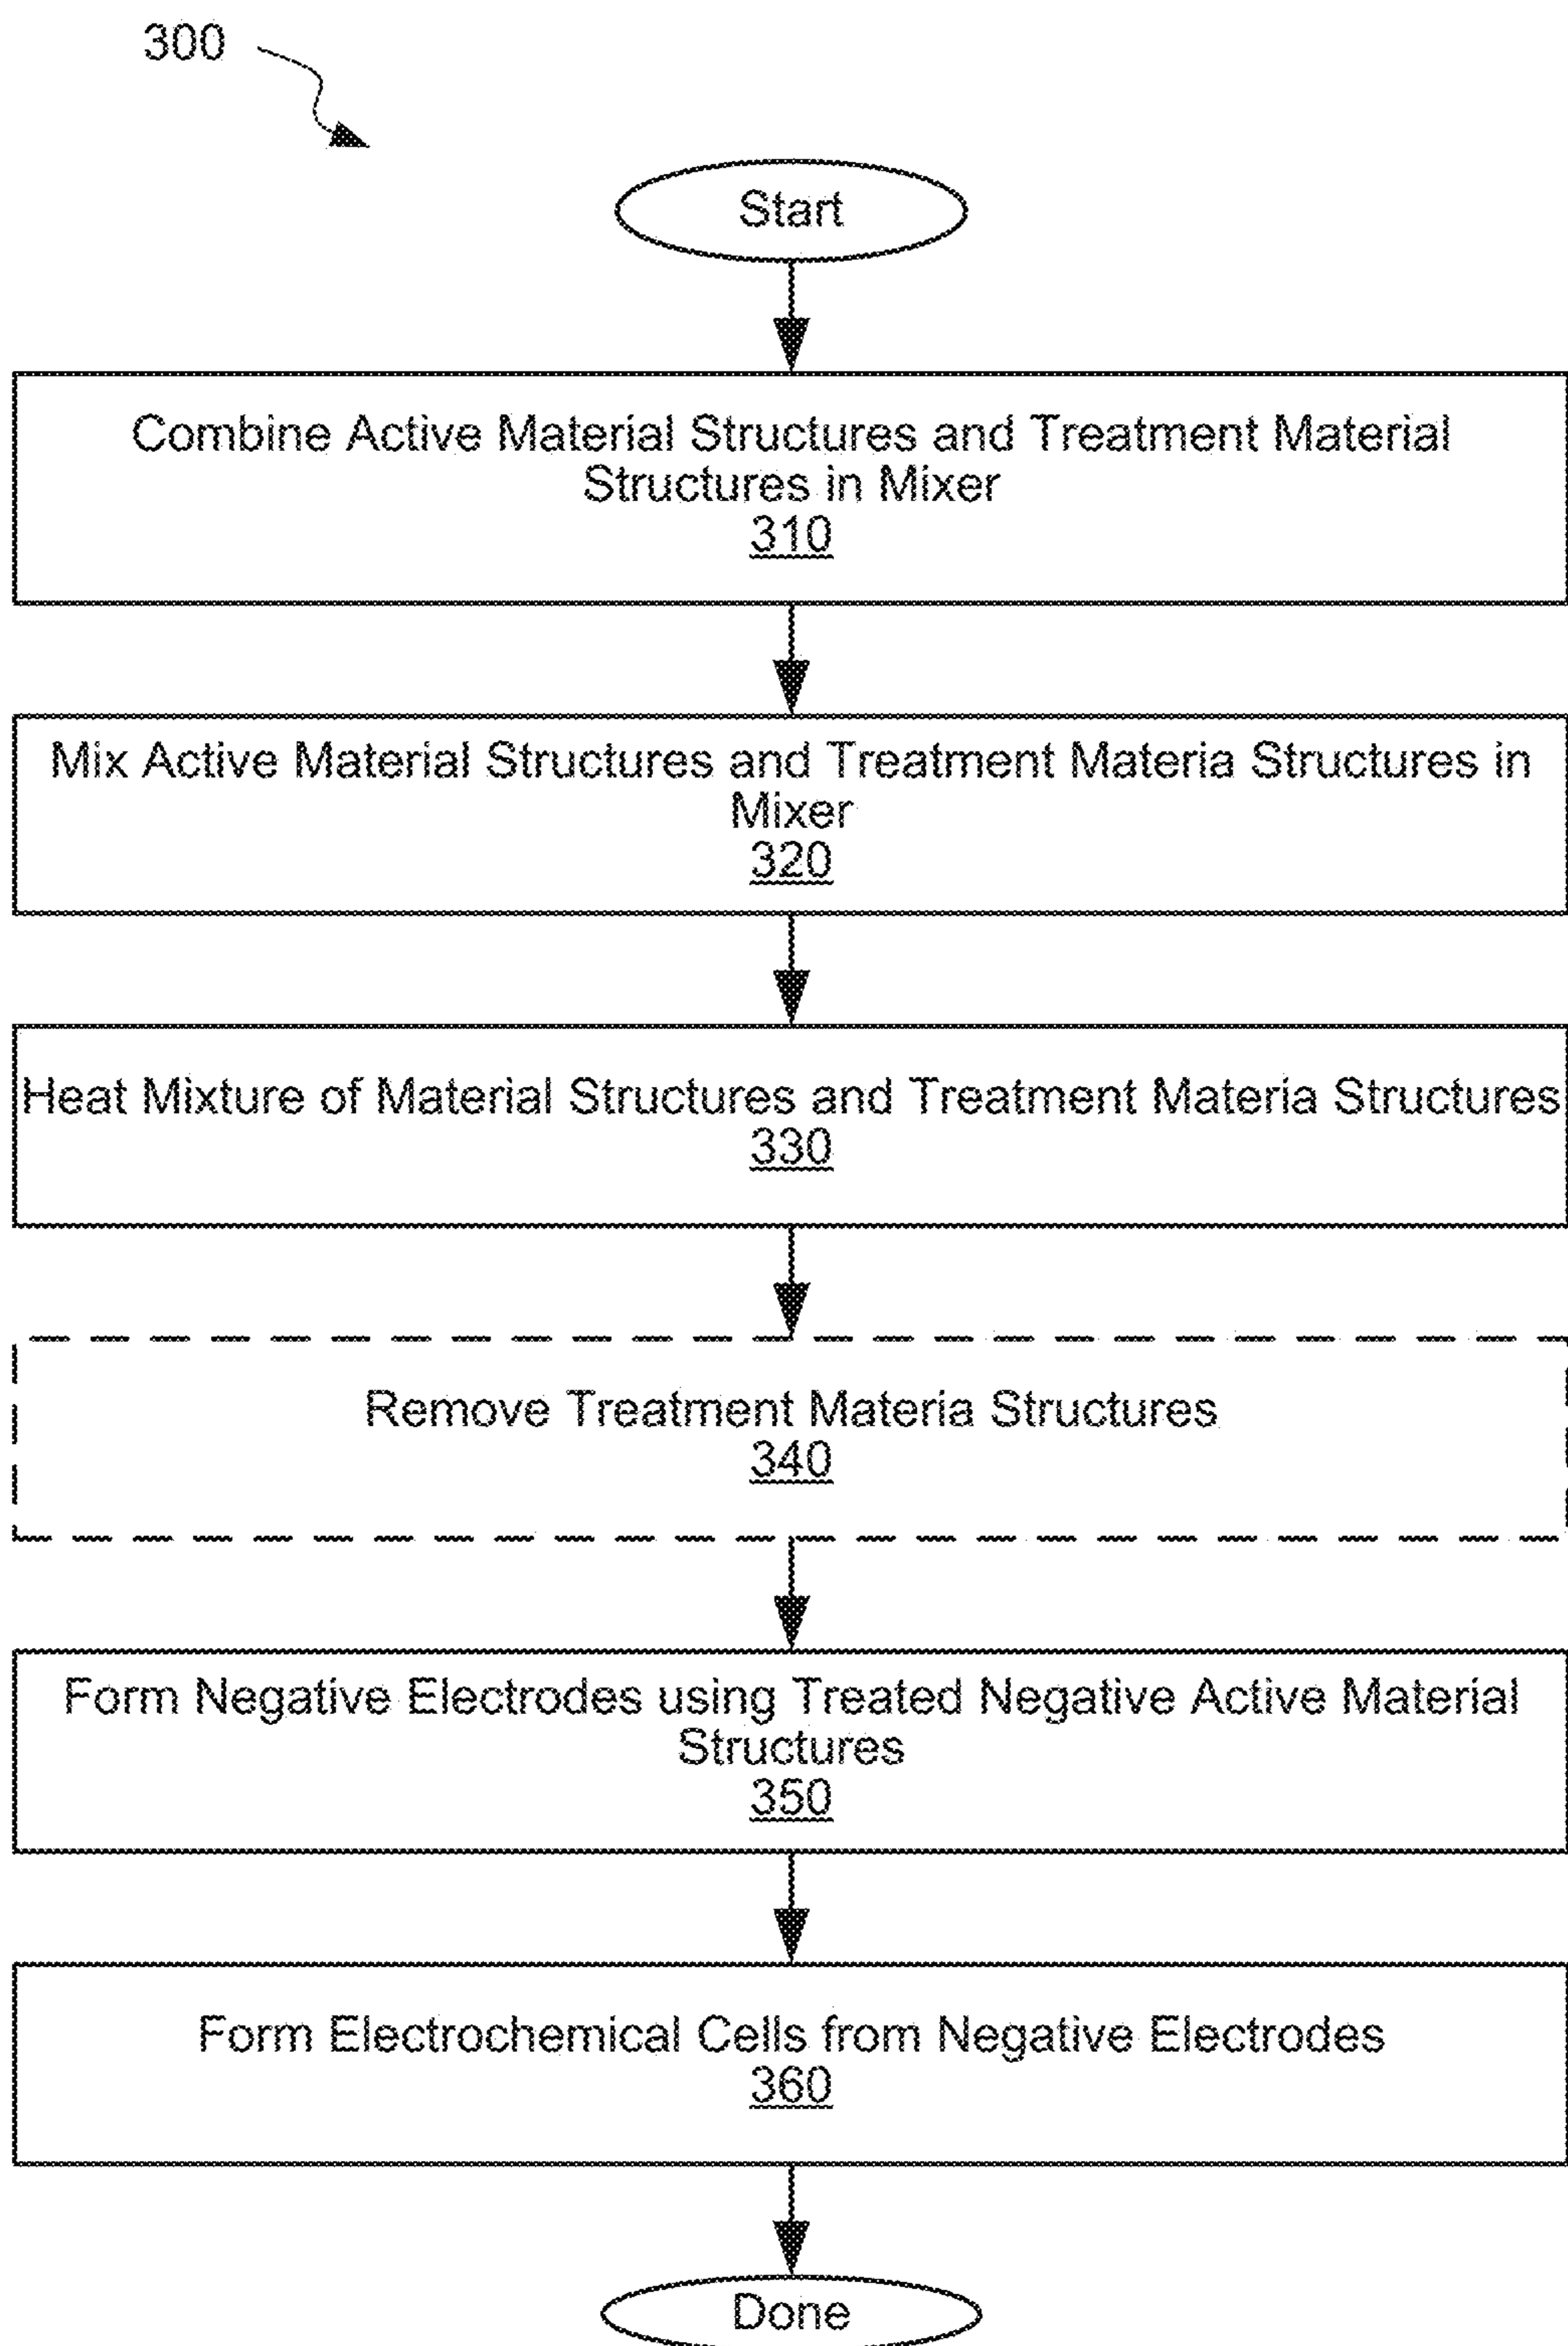 300
Start
Combine Active Material Structures and Treatment Material
Structures in Mixer
310
Mix Active Material Structures and Treatment Materia Structures in
Mixer
320
Heat Mixture of Material Structures and Treatment Materia Structures
330
Remove Treatment Materia Structures
340
Form Negative Electrodes using Treated Negative Active Material
Structures
350
Form Electrochemical Cells from Negative Electrodes
360
Done